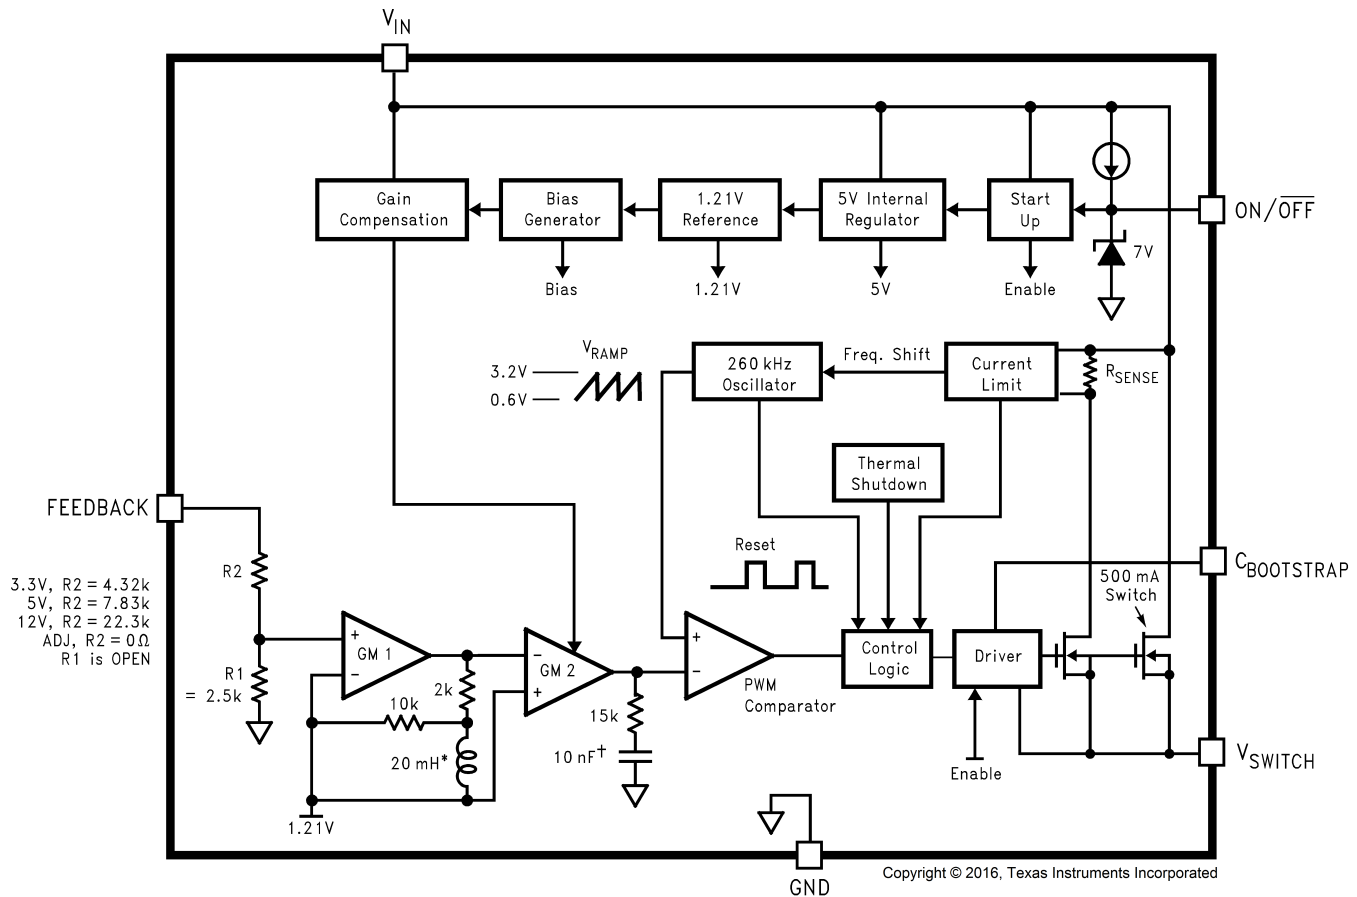 VIN
Gain
Compensation
Bias
Generator
1.21V
Reference
5V Internal
Regulator
Start
Up
ON/OFF
7V
Bias
1.21V
5V
Enable
VRAMP
3.2V
0.6V
260 kHz
Oscillator
Freq. Shift
Current
Limit
RSENSE
Thermal
Shutdown
FEEDBACK
Reset
CBOOTSTRAP
500 mA
Switch
R2
3.3V, R2 = 4.32k
5V, R2 = 7.83k
12V, R2 = 22.3k
ADJ, R2 = 0Ω
R1 is OPEN
R1
= 2.5k
+
GM 1
−
−
GM 2
+
+
−
PWM
Comparator
Control
Logic
Driver
2k
10k
20 mH*
15k
10 nF†
1.21V
Enable
VSWITCH
GND
Copyright © 2016, Texas Instruments Incorporated